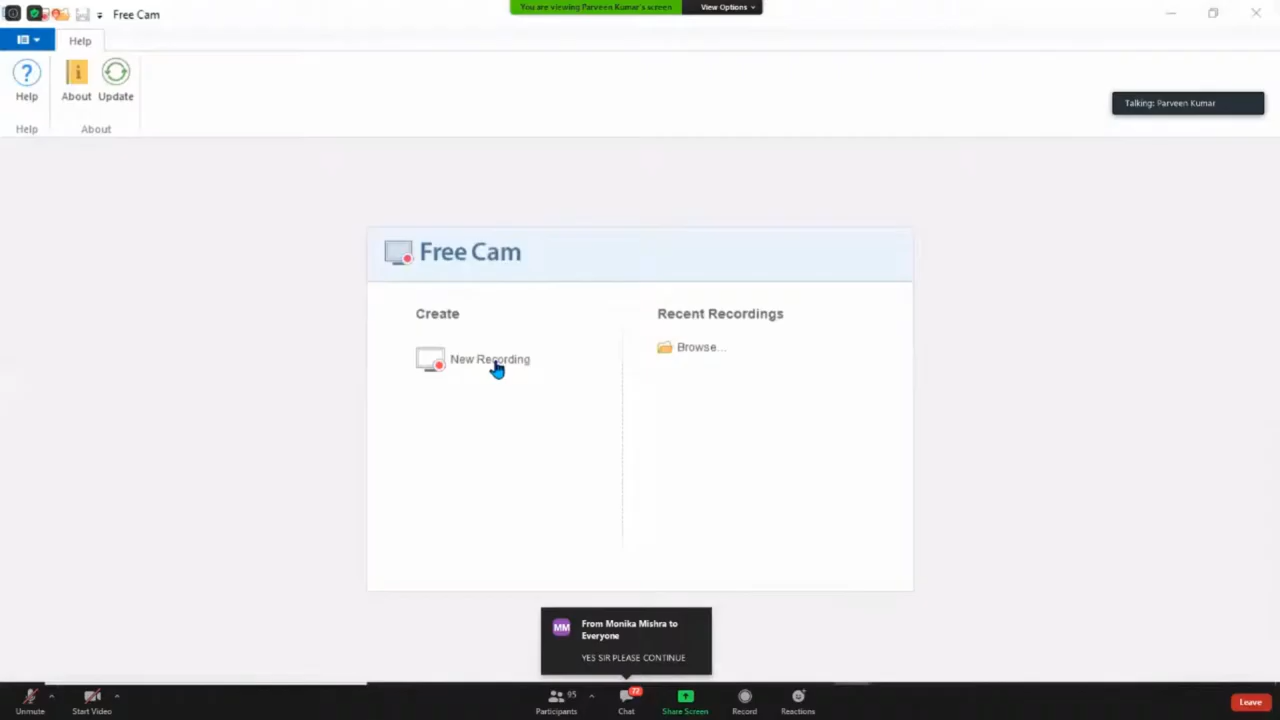 You are viewing Parveen Kumar's screen
View Options
Free Cam
Help
Help
About
Update
Help
About
Talking: Parveen Kumar
Free Cam
Create
Recent Recordings
New Recording
Browse...
MM
From Monika Mishra to
Everyone
YES SIR PLEASE CONTINUE
Unmute
Start Video
95
Participants
72
Chat
Share Screen
Record
Reactions
Leave